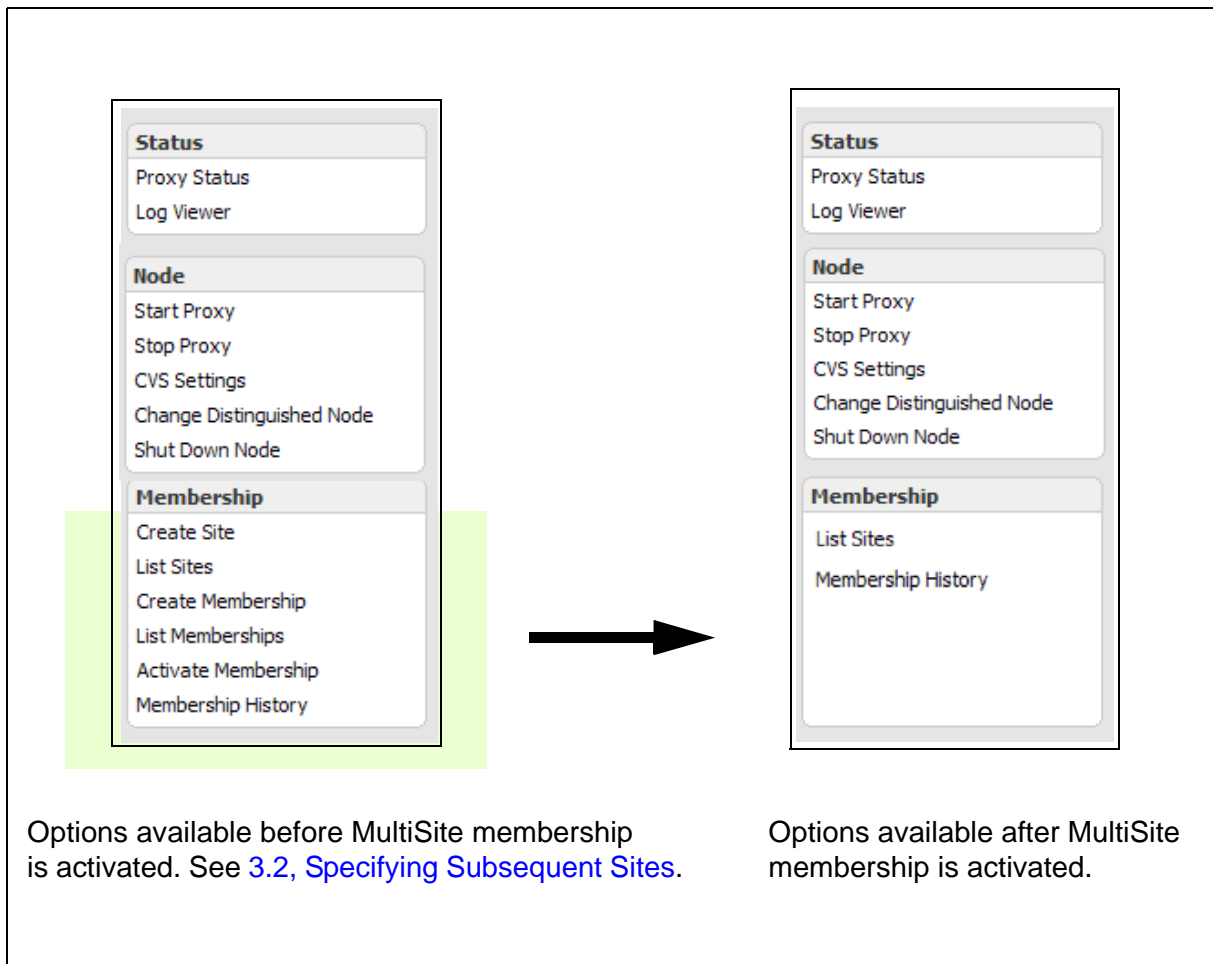 Status
Proxy Status
Log Viewer
Node
Start Proxy
Stop Proxy
CVS Settings
Change Distinguished Node
Shut Down Node
Membership
Create Site
List Sites
Create Membership
List Memberships
Activate Membership
Membership History
Options available before MultiSite membership
is activated. See 3.2, Specifying Subsequent Sites.
Status
Proxy Status
Log Viewer
Node
Start Proxy
Stop Proxy
CVS Settings
Change Distinguished Node
Shut Down Node
Membership
List Sites
Membership History
Options available after MultiSite
membership is activated.